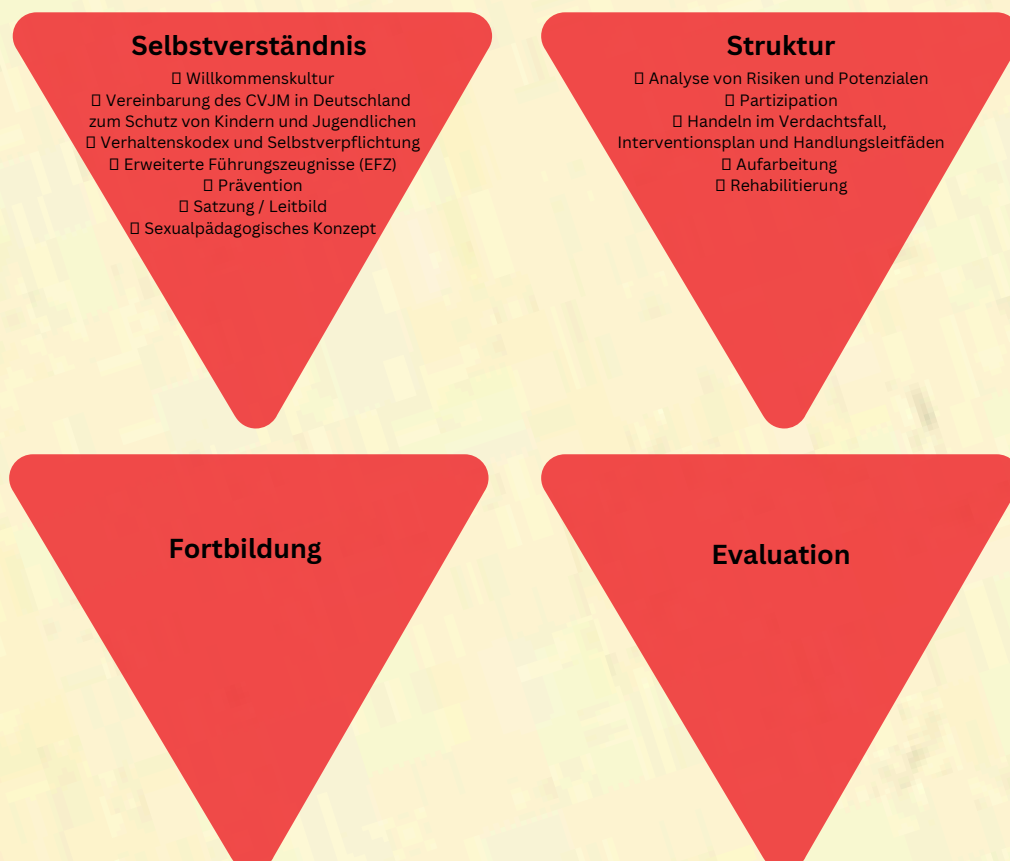 Selbstverständnis
▯ Willkommenskultur
▯ Vereinbarung des CVJM in Deutschland
zum Schutz von Kindern und Jugendlichen
▯ Verhaltenskodex und Selbstverpflichtung
▯ Erweiterte Führungszeugnisse (EFZ)
▯ Prävention
▯ Satzung / Leitbild
▯ Sexualpädagogisches Konzept
Struktur
▯ Analyse von Risiken und Potenzialen
▯ Partizipation
▯ Handeln im Verdachtsfall,
Interventionsplan und Handlungsleitfäden
▯ Aufarbeitung
▯ Rehabilitierung
Fortbildung
Evaluation